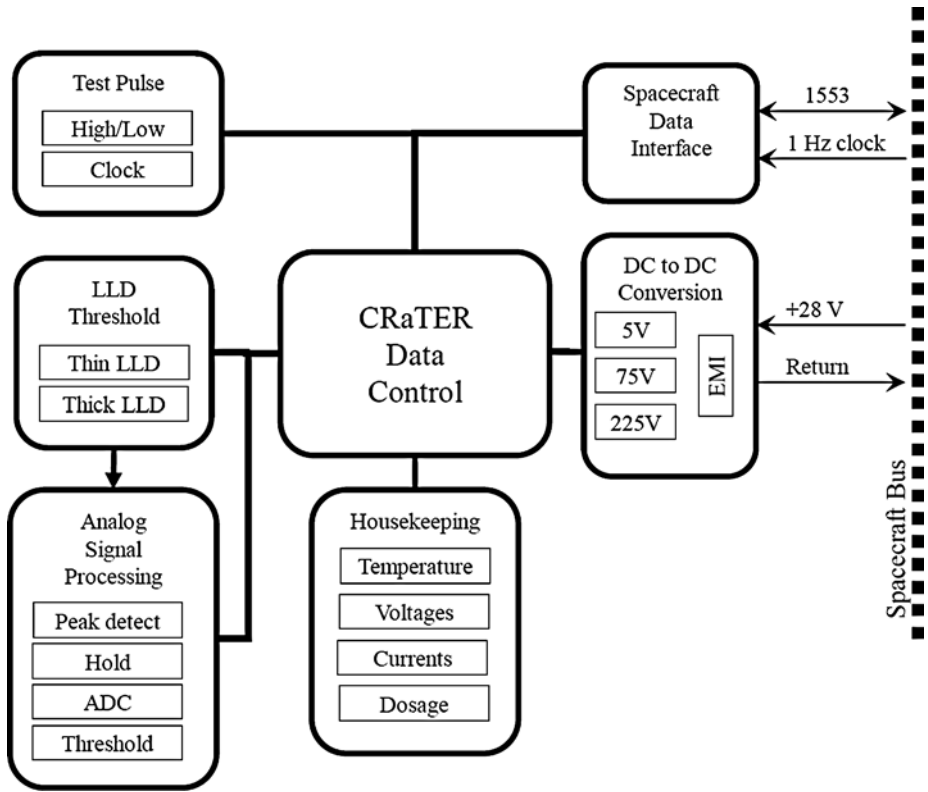 Test Pulse
High/Low
Clock
Spacecraft
Data
Interface
1553
1 Hz clock
LLD
Threshold
Thin LLD
Thick LLD
CRaTER
Data
Control
DC to DC
Conversion
5V
75V
225V
EMI
+28 V
Return
Spacecraft Bus
Analog
Signal
Processing
Peak detect
Hold
ADC
Threshold
Housekeeping
Temperature
Voltages
Currents
Dosage